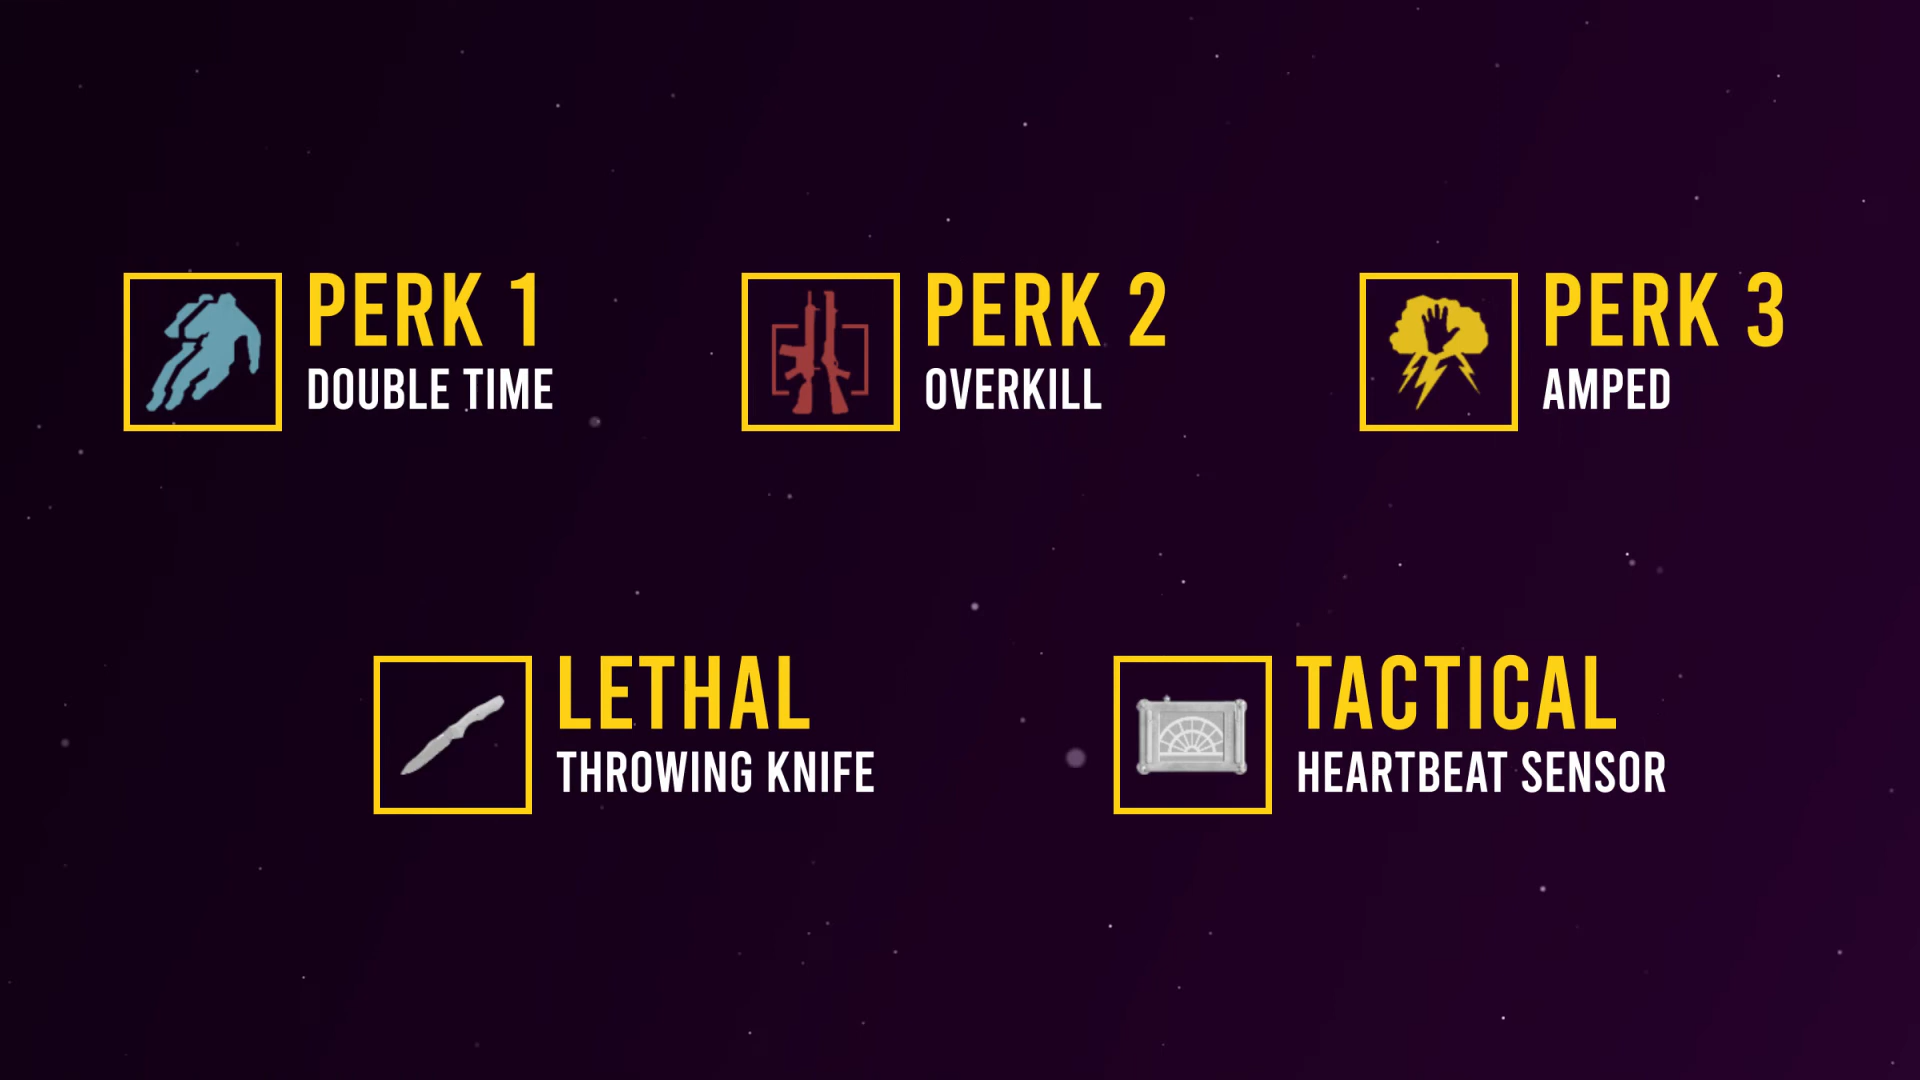 PERK 1
DOUBLE TIME
PERK 2
OVERKILL
PERK 3
AMPED
LETHAL
THROWING KNIFE
TACTICAL
HEARTBEAT SENSOR